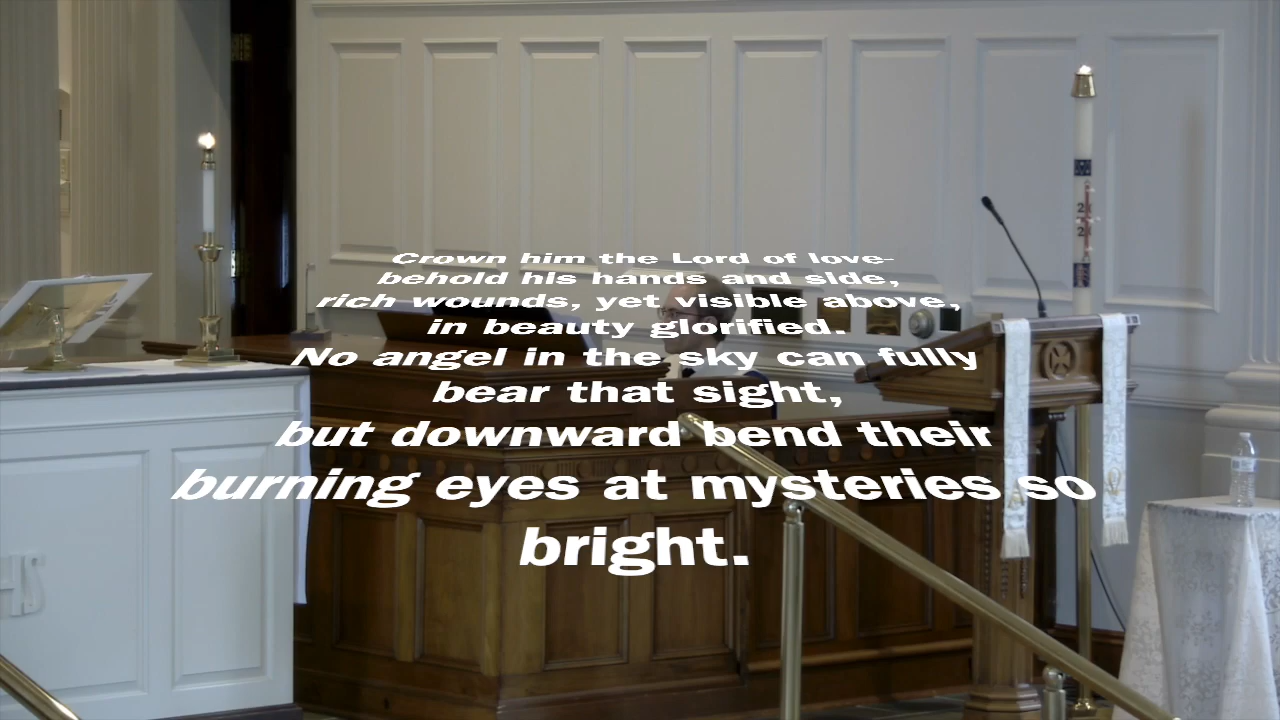 Crown him the Lord of love-
behold his hands and side,
rich wounds, yet visible above,
in beauty glorified.
No angel in the sky can fully
bear that sight,
but downward bend their
burning eyes at mysteries so
bright.